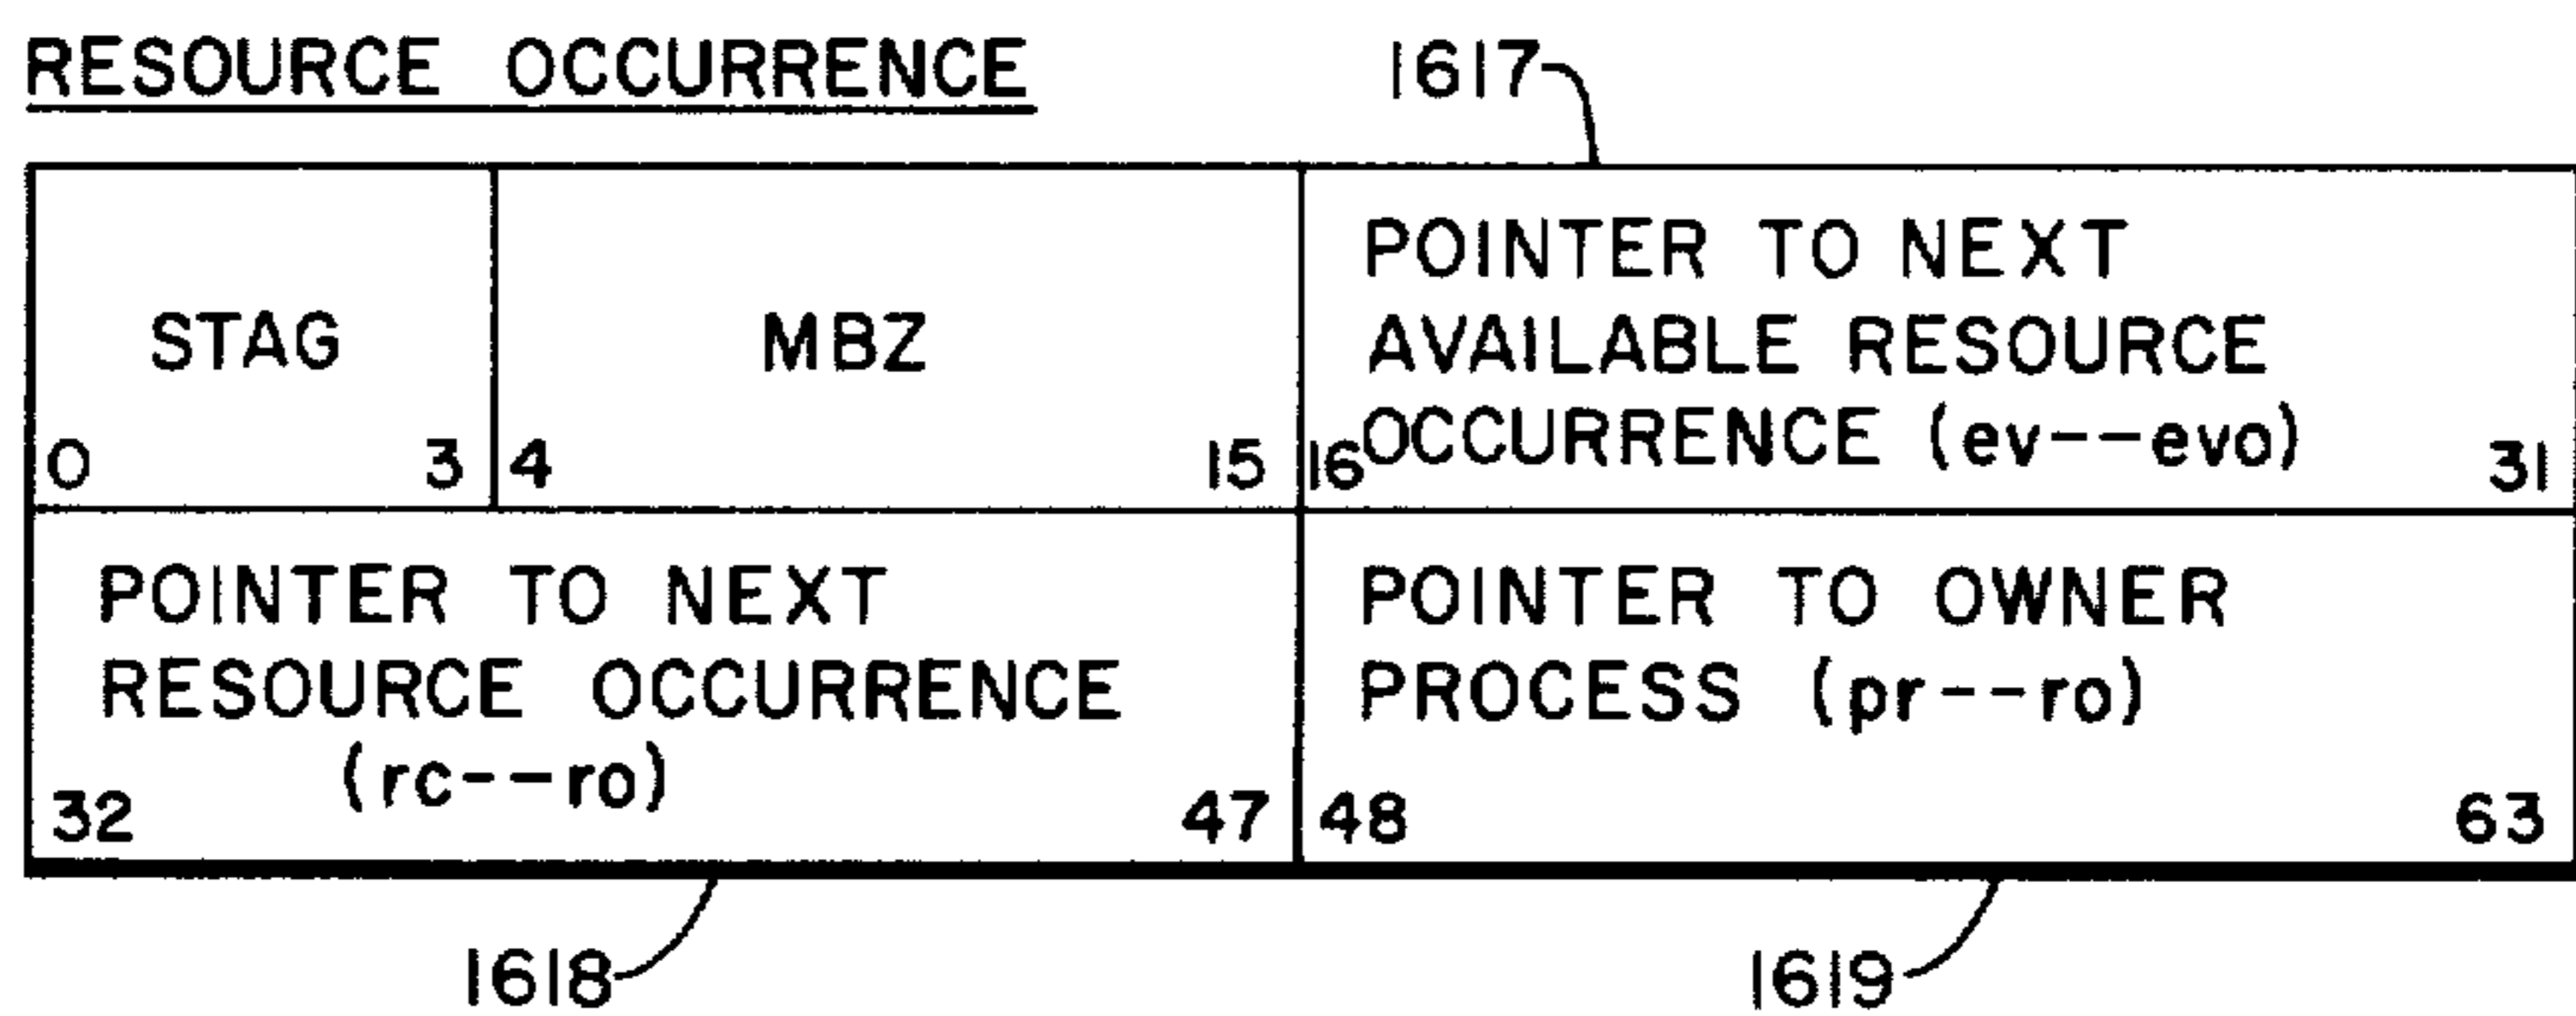 RESOURCE OCCURRENCE
1617
STAG
0 3
MBZ
4 15
POINTER TO NEXT
AVAILABLE RESOURCE
OCCURRENCE (ev--evo)
16 31
POINTER TO NEXT
RESOURCE OCCURRENCE
(rc--ro)
32 47
POINTER TO OWNER
PROCESS (pr--ro)
48 63
1618
1619